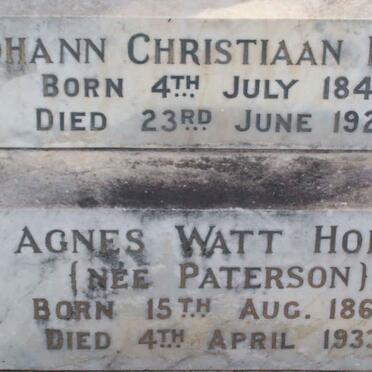 OHANN CHRISTIAAN
BORN 4TH JULY 184
DIED 23RD JUNE 192
AGNES WATT HO
{NÉE PATERSON}
BORN 15TH AUG. 186
DIED 4TH APRIL 1933